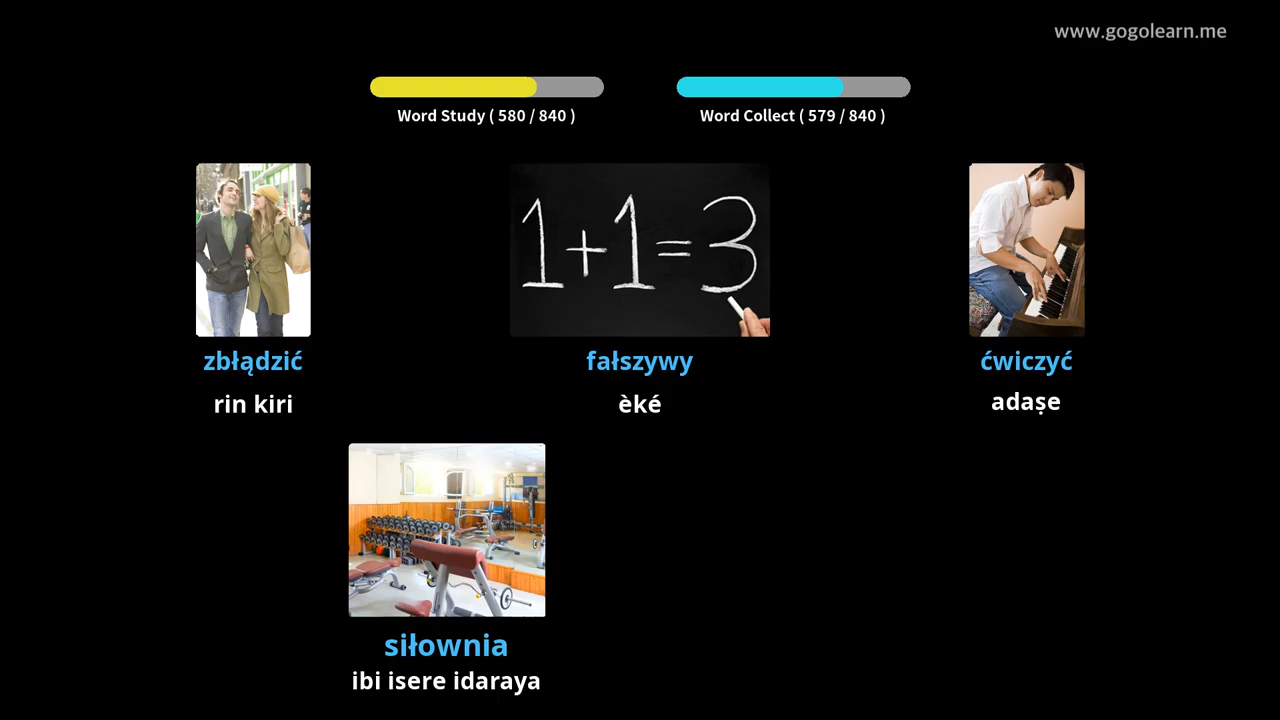 www.gogolearn.me
Word Study ( 580 / 840 )
Word Collect ( 579 / 840 )
1+1=3
zbłądzić
fałszywy
ćwiczyć
rin kiri
èké
adaṣe
siłownia
ibi isere idaraya